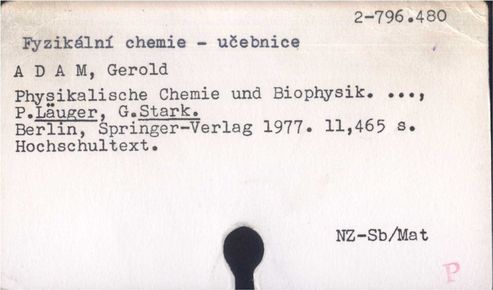 2-796.480
Fyzikální chemie - učebnice
A D A M, Gerold
Physikalische Chemie und Biophysik. ...,
P.Läuger, G.Stark.
Berlin, Springer-Verlag 1977. 11,465 s.
Hochschultext.
NZ-Sb/Mat
P